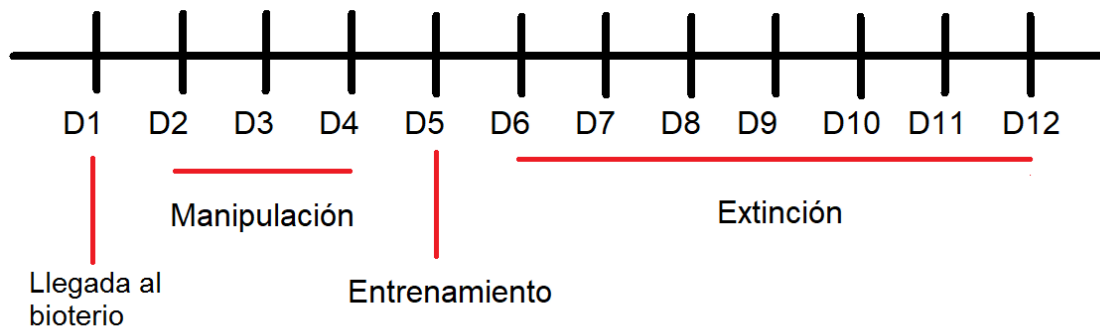 D1 D2 D3 D4 D5 D6 D7 D8 D9 D10 D11 D12
Manipulación
Extinción
Llegada al
bioterio
Entrenamiento